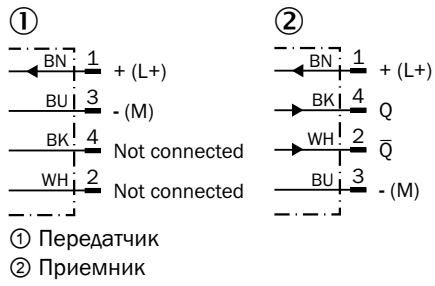 ① ②
BN 1 + (L+)
BU 3 - (M)
BK 4 Not connected
WH 2 Not connected
BN 1 + (L+)
BK 4 Q
WH 2 Q̅
BU 3 - (M)
① Передатчик
② Приемник